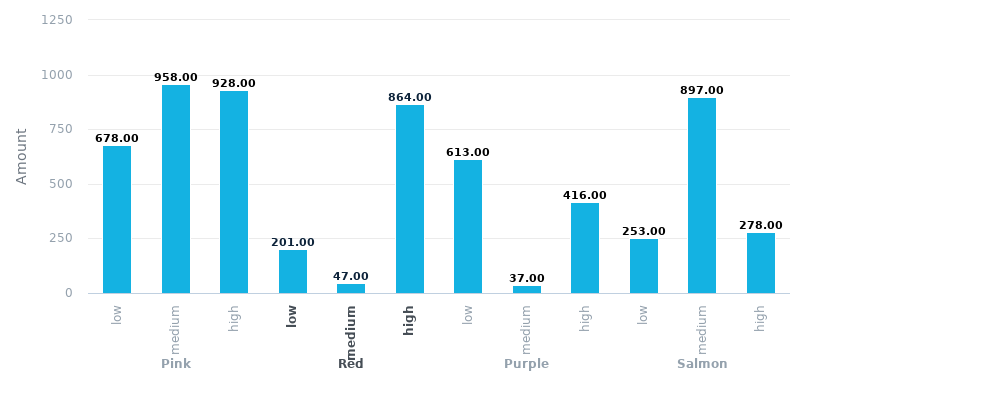 1250
1000
750
500
250
0
Amount
678.00
958.00
928.00
201.00
47.00
864.00
613.00
37.00
416.00
253.00
897.00
278.00
low
medium
high
low
medium
high
low
medium
high
low
medium
high
Pink
Red
Purple
Salmon